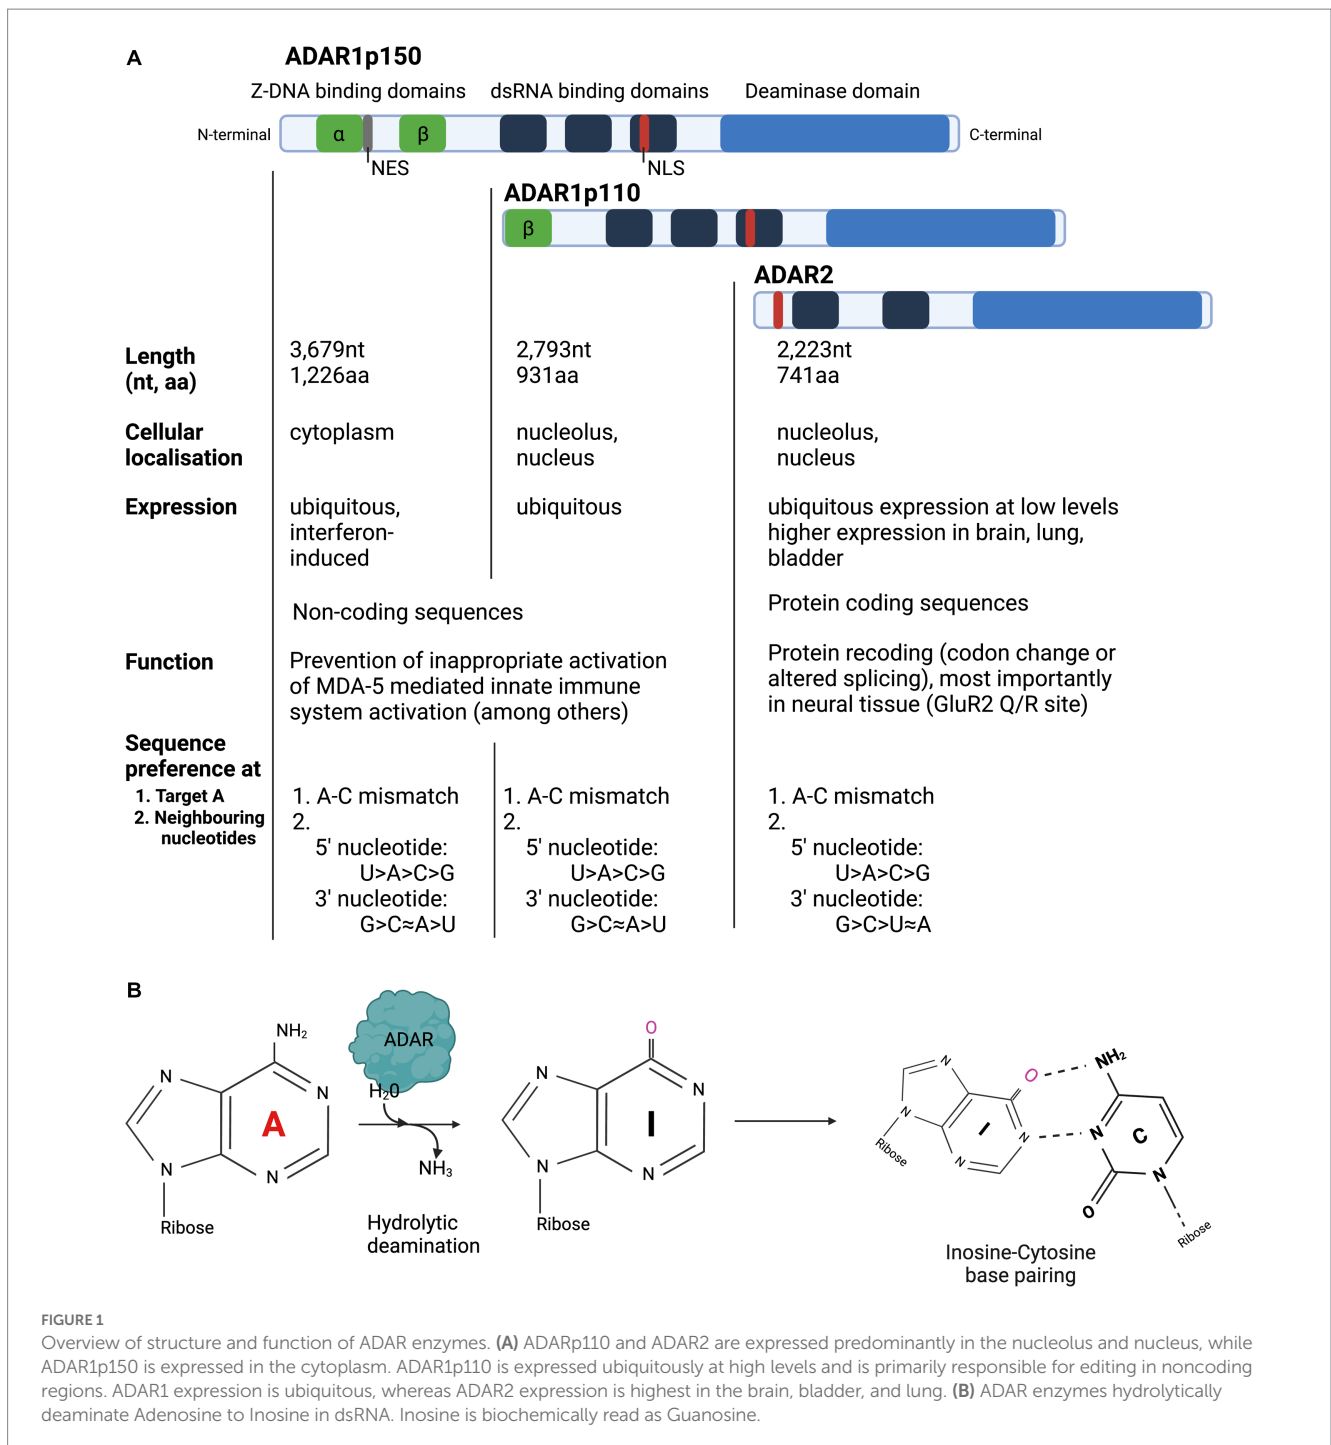 A
ADAR1p150
Z-DNA binding domains dsRNA binding domains Deaminase domain
N-terminal α β C-terminal
NES NLS
ADAR1p110
β
ADAR2
Length
(nt, aa)
3,679nt
1,226aa
2,793nt
931aa
2,223nt
741aa
Cellular
localisation
cytoplasm
nucleolus,
nucleus
nucleolus,
nucleus
Expression
ubiquitous,
interferon-
induced
ubiquitous
ubiquitous expression at low levels
higher expression in brain, lung,
bladder
Function
Non-coding sequences
Prevention of inappropriate activation
of MDA-5 mediated innate immune
system activation (among others)
Protein coding sequences
Protein recoding (codon change or
altered splicing), most importantly
in neural tissue (GluR2 Q/R site)
Sequence
preference at
1. Target A
2. Neighbouring
nucleotides
1. A-C mismatch
2.
5' nucleotide:
U>A>C>G
3' nucleotide:
G>C≈A>U
1. A-C mismatch
2.
5' nucleotide:
U>A>C>G
3' nucleotide:
G>C≈A>U
1. A-C mismatch
2.
5' nucleotide:
U>A>C>G
3' nucleotide:
G>C>U≈A
B
NH₂
N
N
A
N
N
Ribose
ADAR
H₂0
NH₃
Hydrolytic
deamination
O
N
N
I
N
N
Ribose
N
O
N
I
N
N
Ribose
NH₂
N
C
N
O
Ribose
Inosine-Cytosine
base pairing
FIGURE 1
Overview of structure and function of ADAR enzymes. (A) ADARp110 and ADAR2 are expressed predominantly in the nucleolus and nucleus, while
ADAR1p150 is expressed in the cytoplasm. ADAR1p110 is expressed ubiquitously at high levels and is primarily responsible for editing in noncoding
regions. ADAR1 expression is ubiquitous, whereas ADAR2 expression is highest in the brain, bladder, and lung. (B) ADAR enzymes hydrolytically
deaminate Adenosine to Inosine in dsRNA. Inosine is biochemically read as Guanosine.